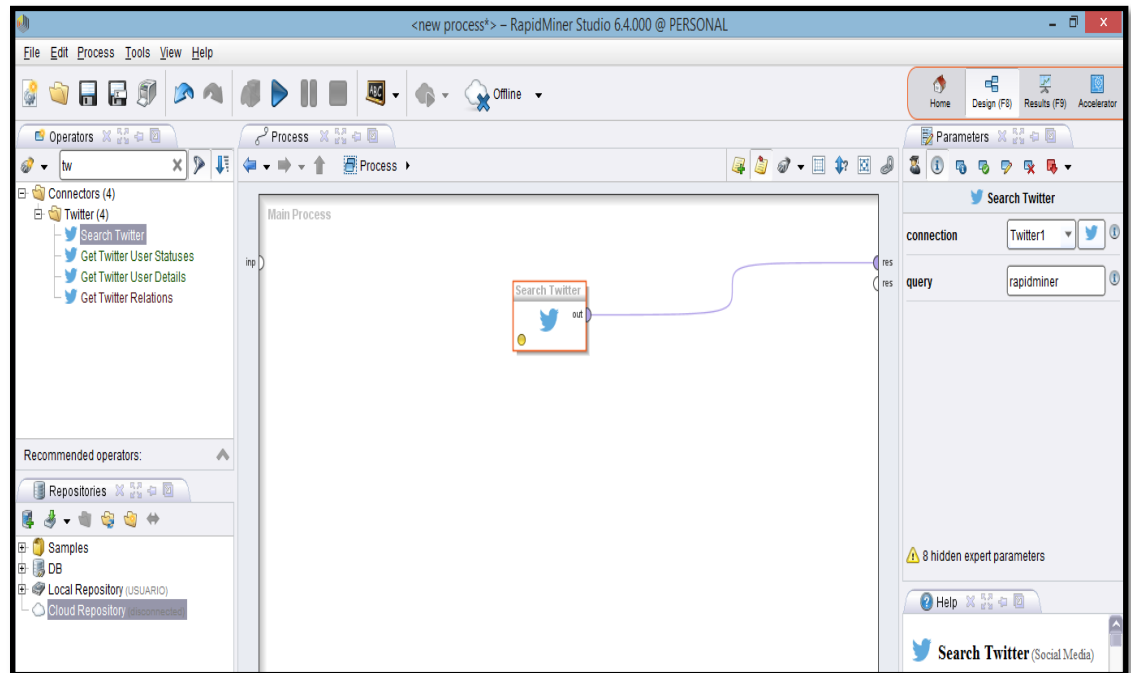 <new process*> – RapidMiner Studio 6.4.000 @ PERSONAL
File Edit Process Tools View Help
Offline
Home Design (F8) Results (F9) Accelerator
Operators
tw
Connectors (4)
Twitter (4)
Search Twitter
Get Twitter User Statuses
Get Twitter User Details
Get Twitter Relations
Recommended operators:
Repositories
Samples
DB
Local Repository (USUARIO)
Cloud Repository (disconnected)
Process
Process
Main Process
inp
Search Twitter
out
res
res
Parameters
Search Twitter
connection Twitter1
query rapidminer
8 hidden expert parameters
Help
Search Twitter (Social Media)